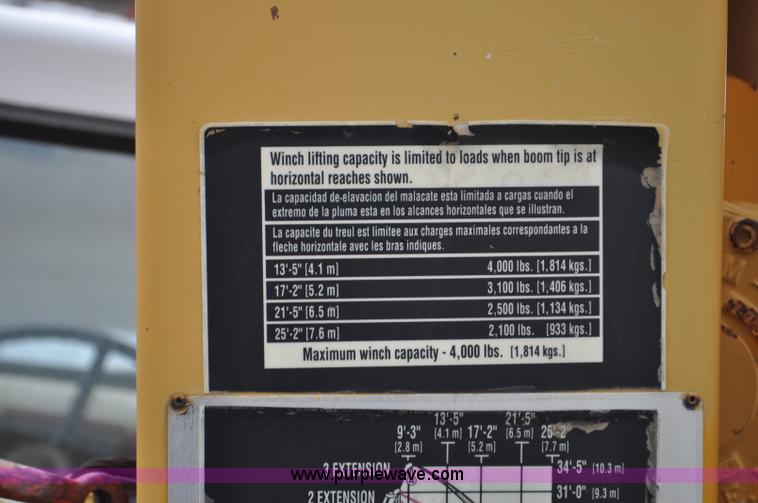 Winch lifting capacity is limited to loads when boom tip is at
horizontal reaches shown.
La capacidad de-elavacion del malacate esta limitada a cargas cuando el
extremo de la pluma esta en los alcances horizontales que se illustran.
La capacite du treul est limitee aux charges maximales correspondantes a la
fleche horizontale avec les bras indiques.
13'-5" [4.1 m] 4,000 lbs. [1,814 kgs.]
17'-2" [5.2 m] 3,100 lbs. [1,406 kgs.]
21'-5" [6.5 m] 2,500 lbs. [1,134 kgs.]
25'-2" [7.6 m] 2,100 lbs. [933 kgs.]
Maximum winch capacity - 4,000 lbs. [1,814 kgs.]
13'-5" 21'-5"
9'-3" [4.1 m] 17'-2" [6.5 m] 25'-2"
[2.8 m] [5.2 m] [7.7 m]
3 EXTENSION 34'-5" [10.3 m]
www.purplewave.com
2 EXTENSION 31'-0" [9.3 m]